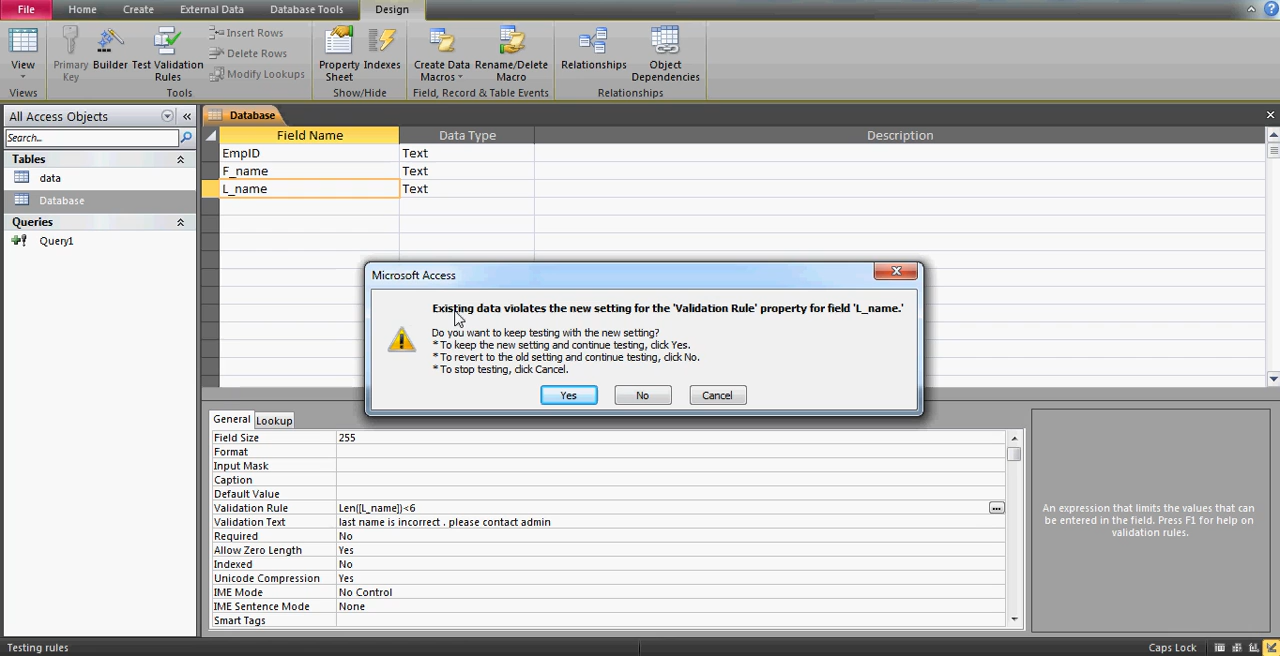 File Home Create External Data Database Tools Design
View
Primary Key
Builder
Test Validation Rules
Insert Rows
Delete Rows
Modify Lookups
Property Sheet
Indexes
Create Data Macros
Rename/Delete Macro
Relationships
Object Dependencies
Views Tools Show/Hide Field, Record & Table Events Relationships
All Access Objects
Search...
Tables
data
Database
Queries
Query1
Database
Field Name Data Type Description
EmpID Text
F_name Text
L_name Text
Microsoft Access
Existing data violates the new setting for the 'Validation Rule' property for field 'L_name.'
Do you want to keep testing with the new setting?
* To keep the new setting and continue testing, click Yes.
* To revert to the old setting and continue testing, click No.
* To stop testing, click Cancel.
Yes No Cancel
General Lookup
Field Size 255
Format
Input Mask
Caption
Default Value
Validation Rule Len([L_name])<6
Validation Text last name is incorrect . please contact admin
Required No
Allow Zero Length Yes
Indexed No
Unicode Compression Yes
IME Mode No Control
IME Sentence Mode None
Smart Tags
An expression that limits the values that can
be entered in the field. Press F1 for help on
validation rules.
Testing rules Caps Lock